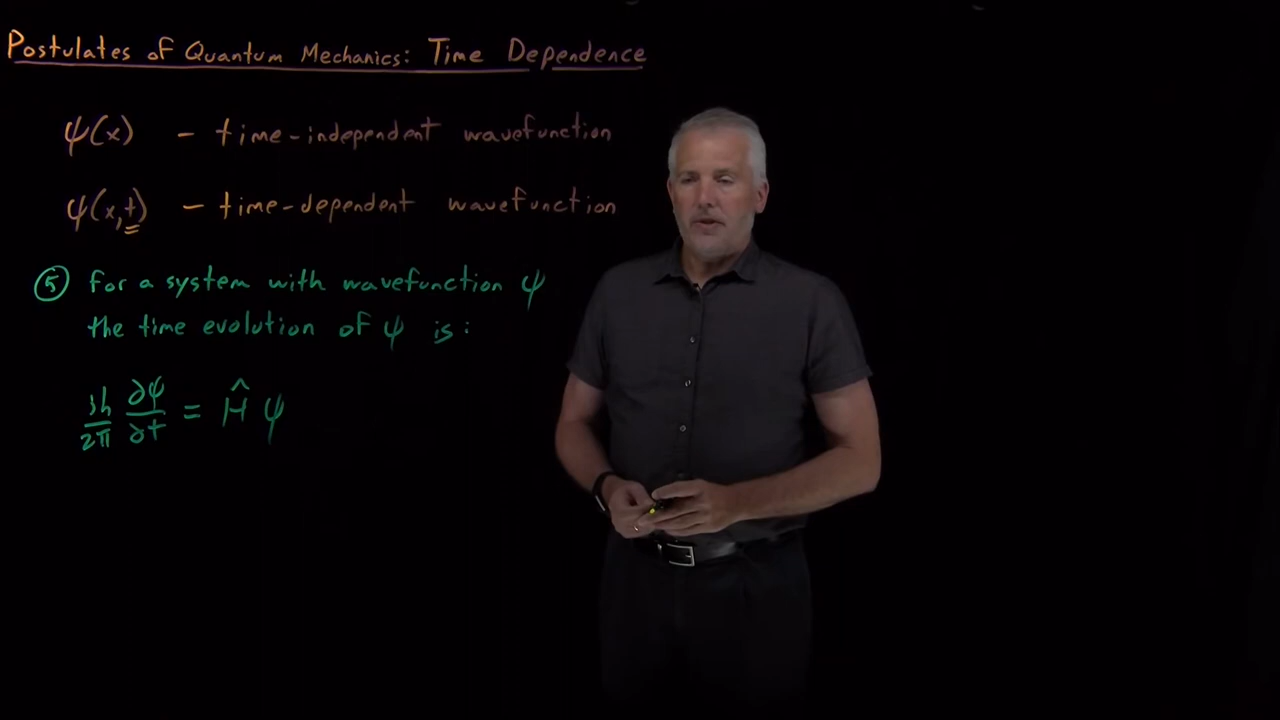 Postulates of Quantum Mechanics: Time Dependence
ψ(x) - time-independent wavefunction
ψ(x,t) - time-dependent wavefunction
⑤ for a system with wavefunction ψ
the time evolution of ψ is:
ih/2π ∂ψ/∂t = Ĥ ψ